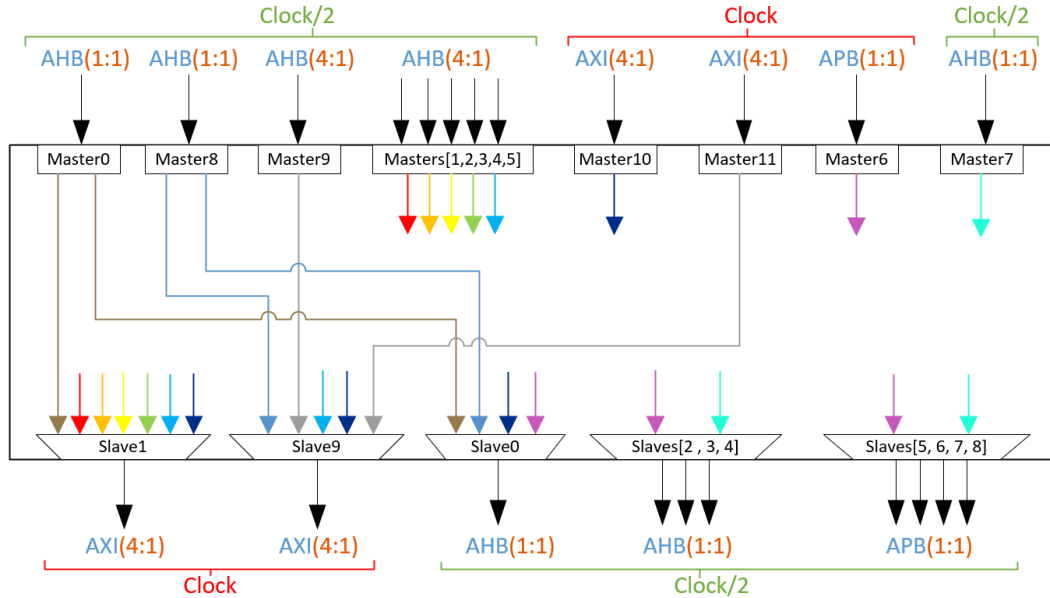 Clock/2 Clock Clock/2
AHB(1:1) AHB(1:1) AHB(4:1) AHB(4:1) AXI(4:1) AXI(4:1) APB(1:1) AHB(1:1)
Master0 Master8 Master9 Masters[1,2,3,4,5] Master10 Master11 Master6 Master7
Slave1 Slave9 Slave0 Slaves[2 , 3, 4] Slaves[5, 6, 7, 8]
AXI(4:1) AXI(4:1) AHB(1:1) AHB(1:1) APB(1:1)
Clock Clock/2